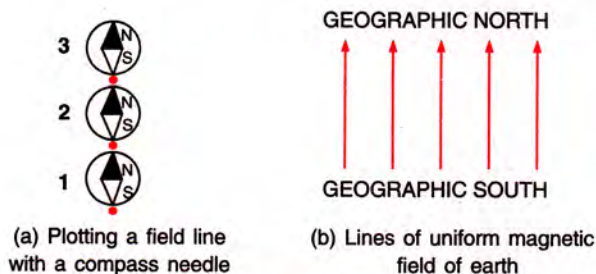 3
N
S
2
N
S
1
N
S
(a) Plotting a field line
with a compass needle
GEOGRAPHIC NORTH
GEOGRAPHIC SOUTH
(b) Lines of uniform magnetic
field of earth